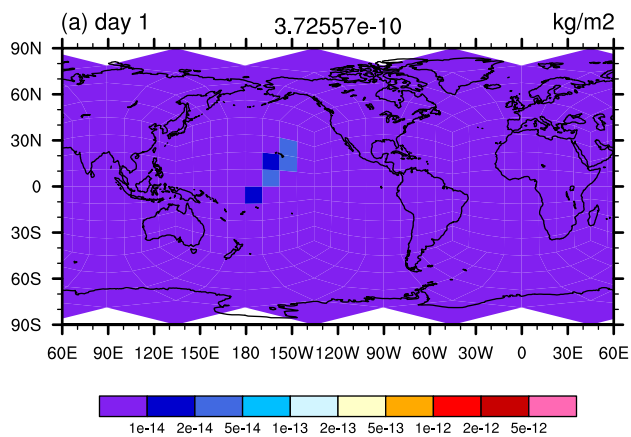 (a) day 1 3.72557e-10 kg/m2
90N
60N
30N
0
30S
60S
90S
60E 90E 120E 150E 180 150W 120W 90W 60W 30W 0 30E 60E
1e-14 2e-14 5e-14 1e-13 2e-13 5e-13 1e-12 2e-12 5e-12